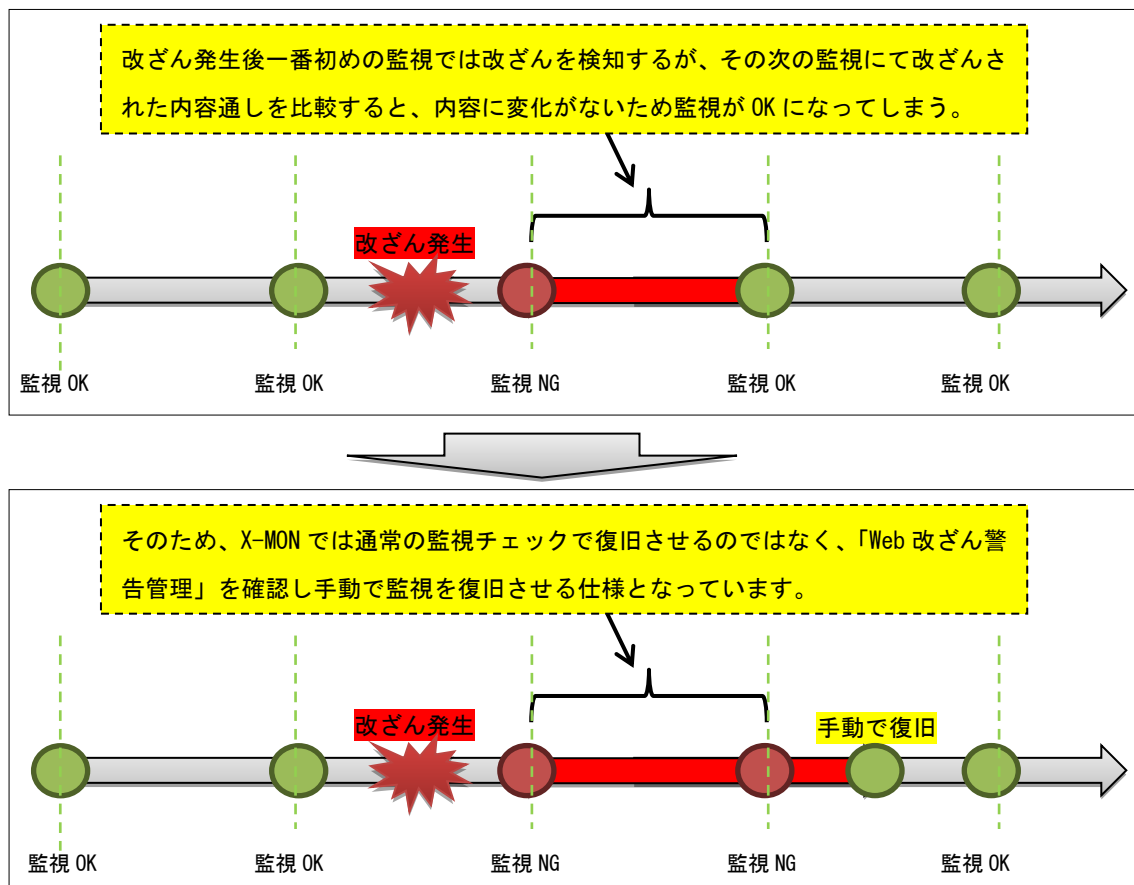 改ざん発生後一番初めの監視では改ざんを検知するが、その次の監視にて改ざんさ
れた内容通しを比較すると、内容に変化がないため監視が OK になってしまう。
改ざん発生
監視 OK 監視 OK 監視 NG 監視 OK 監視 OK
そのため、X-MON では通常の監視チェックで復旧させるのではなく、「Web 改ざん警
告管理」を確認し手動で監視を復旧させる仕様となっています。
改ざん発生 手動で復旧
監視 OK 監視 OK 監視 NG 監視 NG 監視 OK